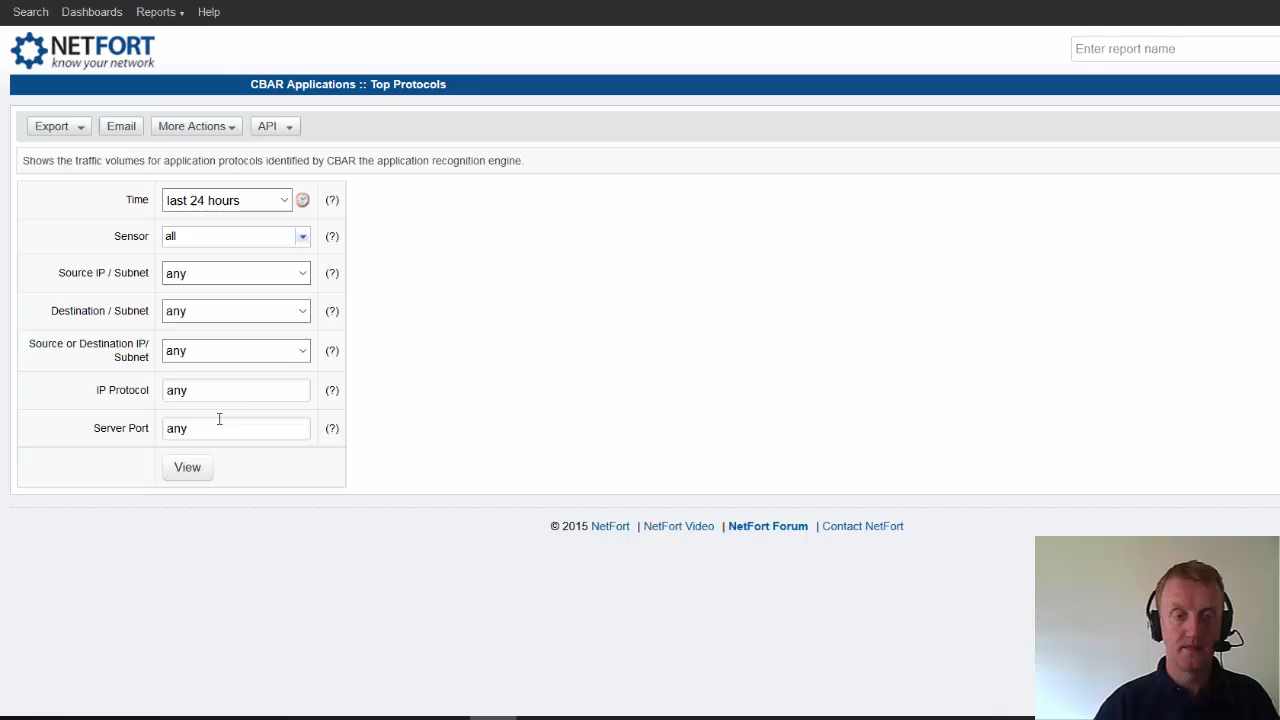 Search Dashboards Reports Help
NETFORT
know your network
Enter report name
CBAR Applications :: Top Protocols
Export Email More Actions API
Shows the traffic volumes for application protocols identified by CBAR the application recognition engine.
Time last 24 hours (?)
Sensor all (?)
Source IP / Subnet any (?)
Destination / Subnet any (?)
Source or Destination IP/
Subnet any (?)
IP Protocol any (?)
Server Port any (?)
View
© 2015 NetFort | NetFort Video | NetFort Forum | Contact NetFort